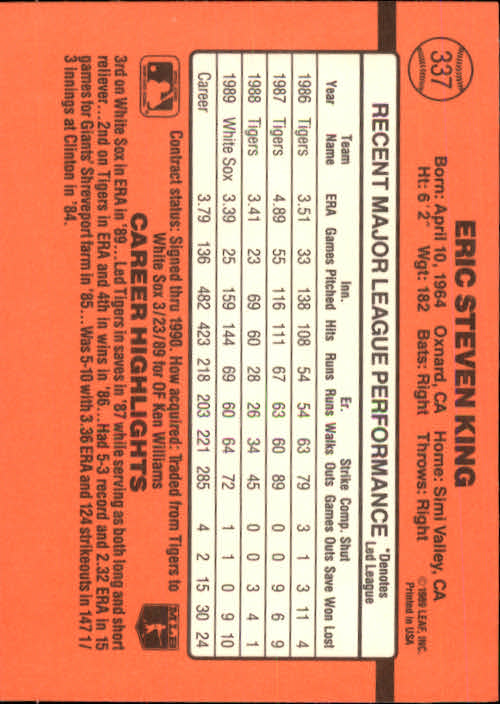 337
ERIC STEVEN KING
Born: April 10, 1964 Oxnard, CA Home: Simi Valley, CA
Ht: 6' 2" Wgt: 182 Bats: Right Throws: Right
©1989 LEAF, INC.
Printed in USA
RECENT MAJOR LEAGUE PERFORMANCE *Denotes Led League
Year Team Name ERA Games Inn. Pitched Hits Runs Er. Runs Walks Strike Outs Comp. Games Shut Outs Save Won Lost
1986 Tigers 3.51 33 138 108 54 54 63 79 3 1 3 11 4
1987 Tigers 4.89 55 116 111 67 63 60 89 0 0 9 6 9
1988 Tigers 3.41 23 69 60 28 26 34 45 0 0 3 4 1
1989 White Sox 3.39 25 159 144 69 60 64 72 1 1 0 9 10
Career 3.79 136 482 423 218 203 221 285 4 2 15 30 24
Contract status: Signed thru 1990. How acquired: Traded from Tigers to
White Sox 3/23/89 for OF Ken Williams
CAREER HIGHLIGHTS
MLB
3rd on White Sox in ERA in '89...Led Tigers in saves in '87 while serving as both long and short
reliever...2nd on Tigers in ERA and 4th in wins in '86...Had 5-3 record and 2.32 ERA in 15
games for Giants' Shreveport farm in '85...Was 5-10 with 3.36 ERA and 124 strikeouts in 147 1/
3 innings at Clinton in '84.